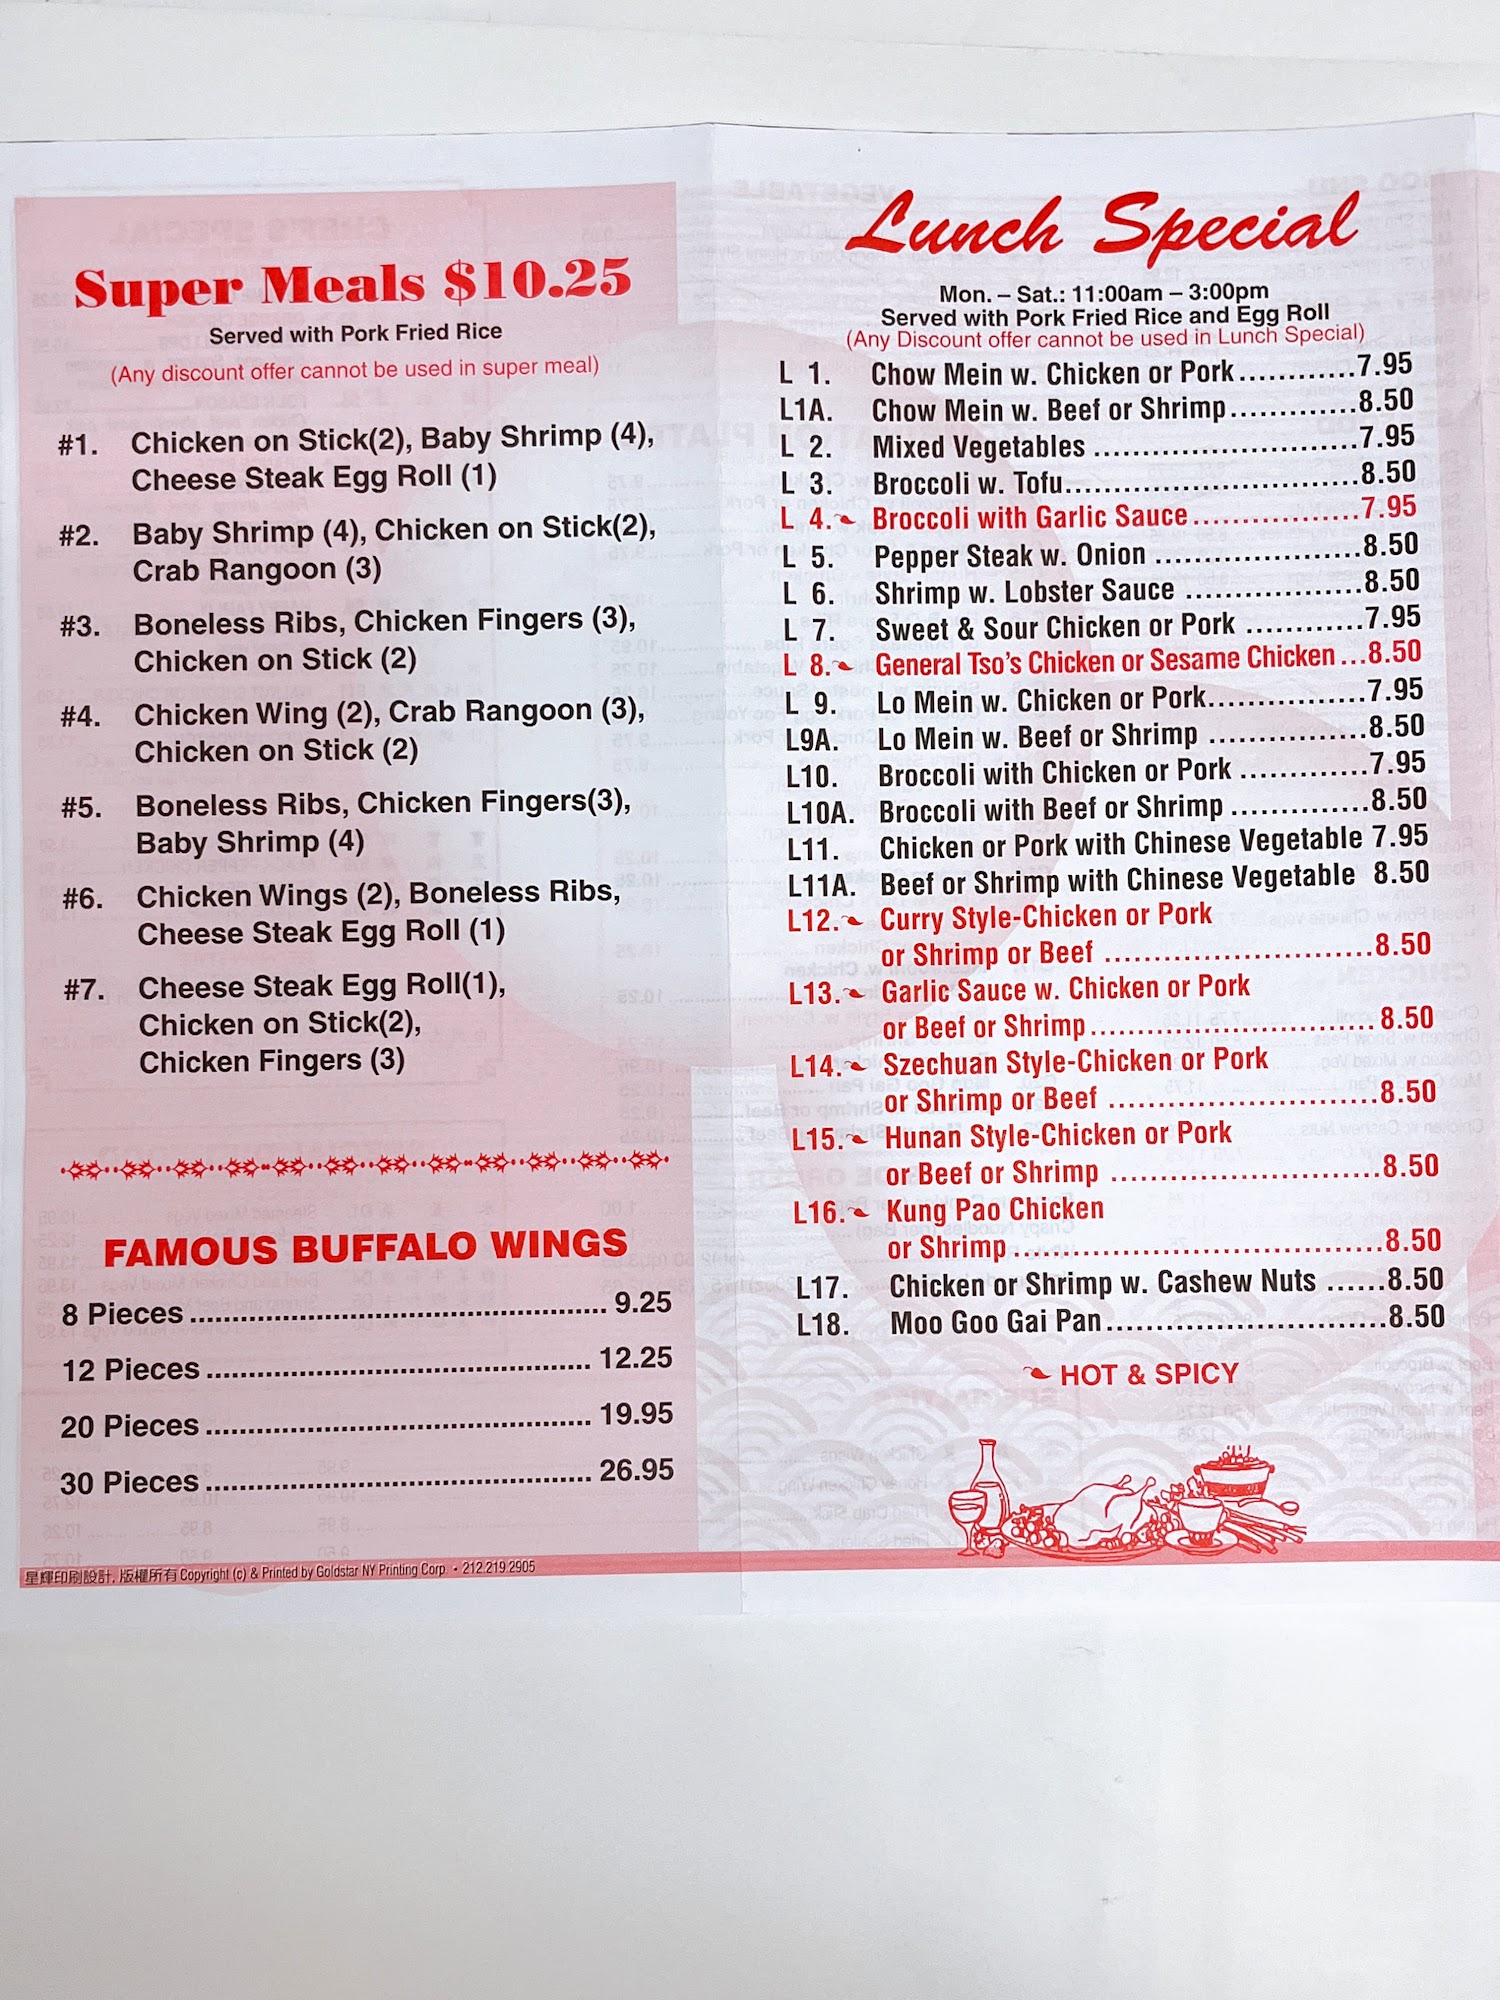 Super Meals $10.25
Served with Pork Fried Rice
(Any discount offer cannot be used in super meal)
#1. Chicken on Stick(2), Baby Shrimp (4),
Cheese Steak Egg Roll (1)
#2. Baby Shrimp (4), Chicken on Stick(2),
Crab Rangoon (3)
#3. Boneless Ribs, Chicken Fingers (3),
Chicken on Stick (2)
#4. Chicken Wing (2), Crab Rangoon (3),
Chicken on Stick (2)
#5. Boneless Ribs, Chicken Fingers(3),
Baby Shrimp (4)
#6. Chicken Wings (2), Boneless Ribs,
Cheese Steak Egg Roll (1)
#7. Cheese Steak Egg Roll(1),
Chicken on Stick(2),
Chicken Fingers (3)
FAMOUS BUFFALO WINGS
8 Pieces ........ 9.25
12 Pieces ........ 12.25
20 Pieces ........ 19.95
30 Pieces ........ 26.95
星輝印刷設計, 版權所有 Copyright (c) & Printed by Goldstar NY Printing Corp. • 212.219.2905
Lunch Special
Mon. – Sat.: 11:00am – 3:00pm
Served with Pork Fried Rice and Egg Roll
(Any Discount offer cannot be used in Lunch Special)
L 1. Chow Mein w. Chicken or Pork ........ 7.95
L1A. Chow Mein w. Beef or Shrimp ........ 8.50
L 2. Mixed Vegetables ........ 7.95
L 3. Broccoli w. Tofu ........ 8.50
L 4. Broccoli with Garlic Sauce ........ 7.95
L 5. Pepper Steak w. Onion ........ 8.50
L 6. Shrimp w. Lobster Sauce ........ 8.50
L 7. Sweet & Sour Chicken or Pork ........ 7.95
L 8. General Tso's Chicken or Sesame Chicken ... 8.50
L 9. Lo Mein w. Chicken or Pork ........ 7.95
L9A. Lo Mein w. Beef or Shrimp ........ 8.50
L10. Broccoli with Chicken or Pork ........ 7.95
L10A. Broccoli with Beef or Shrimp ........ 8.50
L11. Chicken or Pork with Chinese Vegetable 7.95
L11A. Beef or Shrimp with Chinese Vegetable 8.50
L12. Curry Style-Chicken or Pork
or Shrimp or Beef ........ 8.50
L13. Garlic Sauce w. Chicken or Pork
or Beef or Shrimp ........ 8.50
L14. Szechuan Style-Chicken or Pork
or Shrimp or Beef ........ 8.50
L15. Hunan Style-Chicken or Pork
or Beef or Shrimp ........ 8.50
L16. Kung Pao Chicken
or Shrimp ........ 8.50
L17. Chicken or Shrimp w. Cashew Nuts ...... 8.50
L18. Moo Goo Gai Pan ........ 8.50
HOT & SPICY